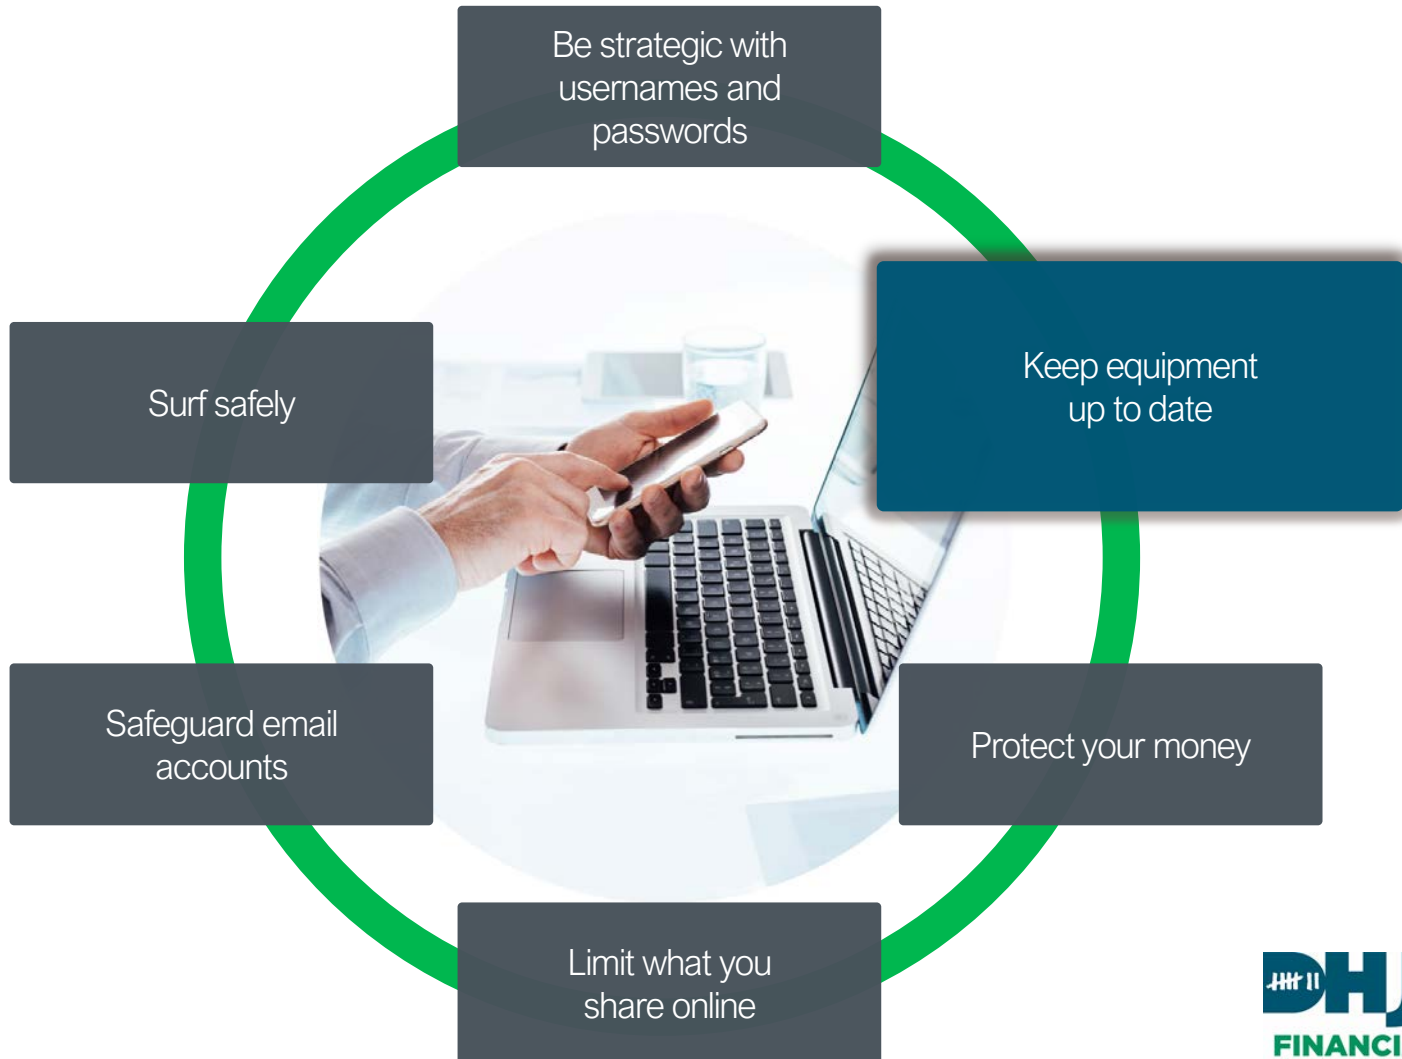 Be strategic with
usernames and
passwords
Keep equipment
up to date
Surf safely
Safeguard email
accounts
Protect your money
Limit what you
share online
DHJ
FINANCI